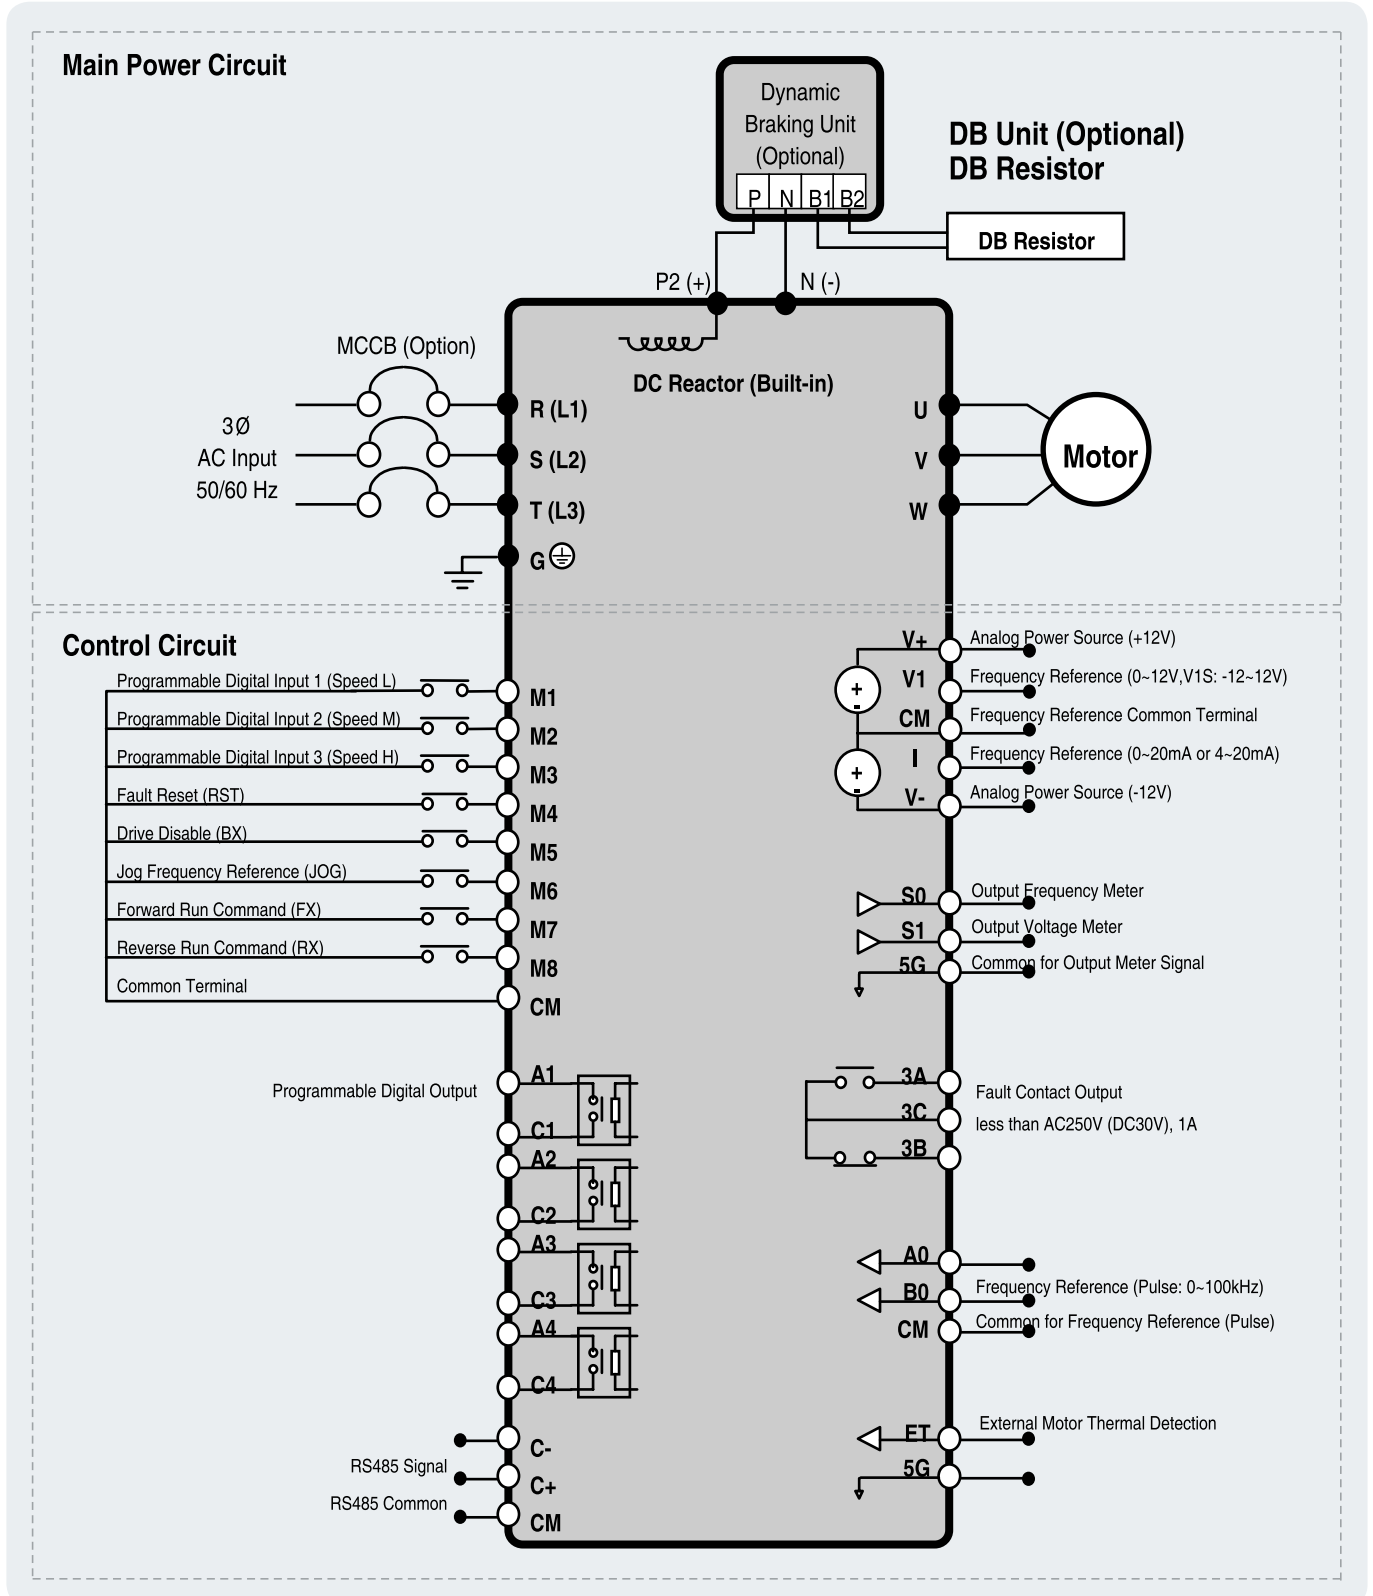 Main Power Circuit
Dynamic
Braking Unit
(Optional)
P N B1 B2
DB Unit (Optional)
DB Resistor
DB Resistor
P2 (+)
N (-)
MCCB (Option)
DC Reactor (Built-in)
3Ø
AC Input
50/60 Hz
R (L1)
S (L2)
T (L3)
G
U
V
W
Motor
Control Circuit
Programmable Digital Input 1 (Speed L)
M1
Programmable Digital Input 2 (Speed M)
M2
Programmable Digital Input 3 (Speed H)
M3
Fault Reset (RST)
M4
Drive Disable (BX)
M5
Jog Frequency Reference (JOG)
M6
Forward Run Command (FX)
M7
Reverse Run Command (RX)
M8
Common Terminal
CM
V+
Analog Power Source (+12V)
V1
Frequency Reference (0~12V,V1S: -12~12V)
CM
Frequency Reference Common Terminal
I
Frequency Reference (0~20mA or 4~20mA)
V-
Analog Power Source (-12V)
+
-
+
-
S0
Output Frequency Meter
S1
Output Voltage Meter
5G
Common for Output Meter Signal
Programmable Digital Output
A1
C1
A2
C2
A3
C3
A4
C4
3A
Fault Contact Output
3C
less than AC250V (DC30V), 1A
3B
A0
B0
Frequency Reference (Pulse: 0~100kHz)
CM
Common for Frequency Reference (Pulse)
C-
RS485 Signal
C+
RS485 Common
CM
ET
External Motor Thermal Detection
5G